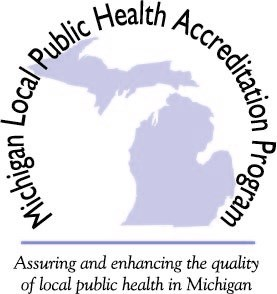 Michigan Local Public Health Accreditation Program
Assuring and enhancing the quality
of local public health in Michigan